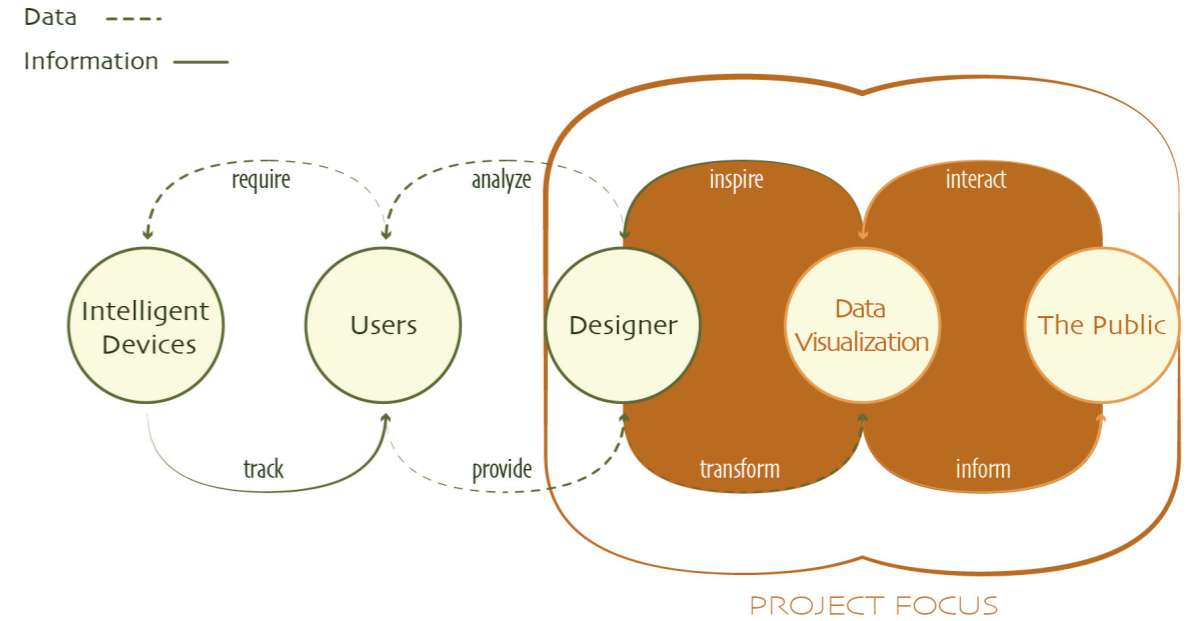 Data
Information
require
analyze
inspire
interact
Intelligent
Devices
Users
Designer
Data
Visualization
The Public
track
provide
transform
inform
PROJECT FOCUS